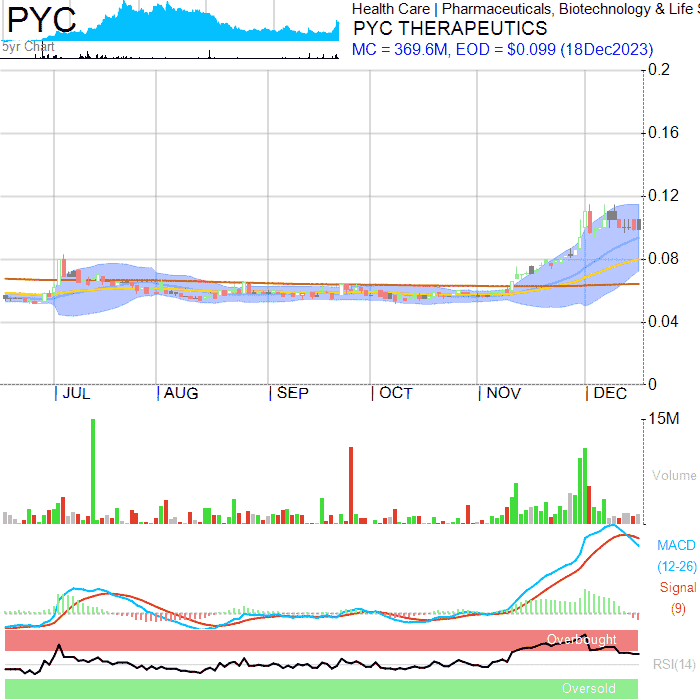 PYC
5yr Chart
Health Care | Pharmaceuticals, Biotechnology & Life S
PYC THERAPEUTICS
MC = 369.6M, EOD = $0.099 (18Dec2023)
0.2
0.16
0.12
0.08
0.04
0
JUL AUG SEP OCT NOV DEC
15M
Volume
MACD
(12-26)
Signal
(9)
Overbought
RSI(14)
Oversold